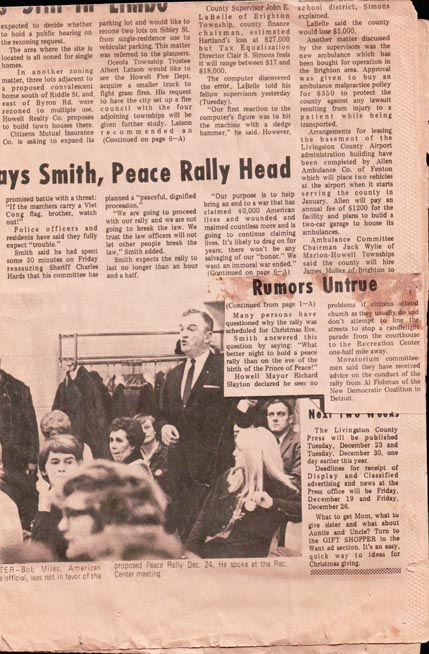 expected to decide whether
to hold a public hearing on
the rezoning request.
The area where the site is
located is all zoned for single
homes.
In another zoning
matter, three lots adjacent to
a proposed convalescent
home south of Riddle St. and
east of Byron Rd. were
rezoned to multiple use.
Howell Realty Co. proposes
to build town houses there.
Citizens Mutual Insurance
Co. is asking to expand its
parking lot and would like to
rezone two lots on Sibley St.
from single-residence use to
vehicular parking. This matter
was referred to the planners.
Oceola Township Trustee
Albert Latson would like to
see the Howell Fire Dept.
acquire a smaller truck to
fight grass fires. His request
to have the city set up a fire
council with the four
adjoining townships will be
given further study. Latson
recommended an
(Continued on page 6—A)
County Supervisor John E.
LaBelle of Brighton
Township, county finance
chairman, estimated
Hartland's loss at $27,000
but Tax Equalization
Director Clair S. Simons feels
it will range between $17 and
$18,000.
The computer discovered
the error, LaBelle told his
fellow supervisors yesterday
(Tuesday).
"Our first reaction to the
computer's figure was to hit
the machine with a sledge
hammer," he said. However,
school district, Simons
explained.
LaBelle said the county
would lose $3,000.
Another matter discussed
by the supervisors was the
new ambulance which has
been bought for operation in
the Brighton area. Approval
was given to buy an
ambulance malpractice policy
for $350 to protect the
county against any lawsuit
resulting from injury to a
patient while being
transported.
Arrangements for leasing
the basement of the
Livingston County Airport
administration building have
been completed by Allen
Ambulance Co. of Fenton
which will place two vehicles
at the airport when it starts
serving the county in
January. Allen will pay an
annual fee of $1200 for the
facility and plans to build a
two-car garage to house its
ambulances.
Ambulance Committee
Chairman Jack Wylie of
Marion-Howell Townships
said the county will hire
James Mulles of Brighton to
ays Smith, Peace Rally Head
promised battle with a threat:
"If the marchers carry a Viet
Cong flag, brother, watch
out!"
Police officers and
residents have said they fully
expect "trouble."
Smith said he had spent
some 30 minutes on Friday
reassuring Sheriff Charles
Hards that his committee has
planned a "peaceful, dignified
procession."
"We are going to proceed
with our rally and we are not
going to break the law. We
trust the law officers will not
let other people break the
law," Smith added.
Smith expects the rally to
last no longer than an hour
and a half.
"Our purpose is to help
bring an end to a war that has
claimed 40,000 American
lives and wounded and
maimed countless more and is
going to continue claiming
lives. It's likely to drag on for
years; there won't be any
salvaging of our "honor." We
want an immoral war ended."
(Continued on page 6—A)
Rumors Untrue
(Continued from page 1—A)
Many persons have
questioned why the rally was
scheduled for Christmas Eve.
Smith answered this
question by saying: "What
better night to hold a peace
rally than on the eve of the
birth of the Prince of Peace!"
Howell Mayor Richard
Slayton declared he sees no
problems if citizens attend
church as they usually do and
don't attempt to line the
streets to stop a candlelight
parade from the courthouse
to the Recreation Center
one-half mile away.
Moratorium committee-
men said they have received
advice on the conduct of the
rally from Al Fishman of the
New Democratic Coalition in
Detroit.
Next Two Weeks
The Livingston County
Press will be published
Tuesday, December 23 and
Tuesday, December 30, one
day earlier this year.
Deadlines for receipt of
Display and Classified
advertising and news at the
Press office will be Friday,
December 19 and Friday,
December 26.
What to get Mom, what to
give sister and what about
Auntie and Uncle? Turn to
the GIFT SHOPPER in the
Want ad section. It's an easy,
quick way to ideas for
Christmas giving.
TER—Bob Miles, American
official, was not in favor of the
proposed Peace Rally Dec. 24. He spoke at the Rec.
Center meeting.